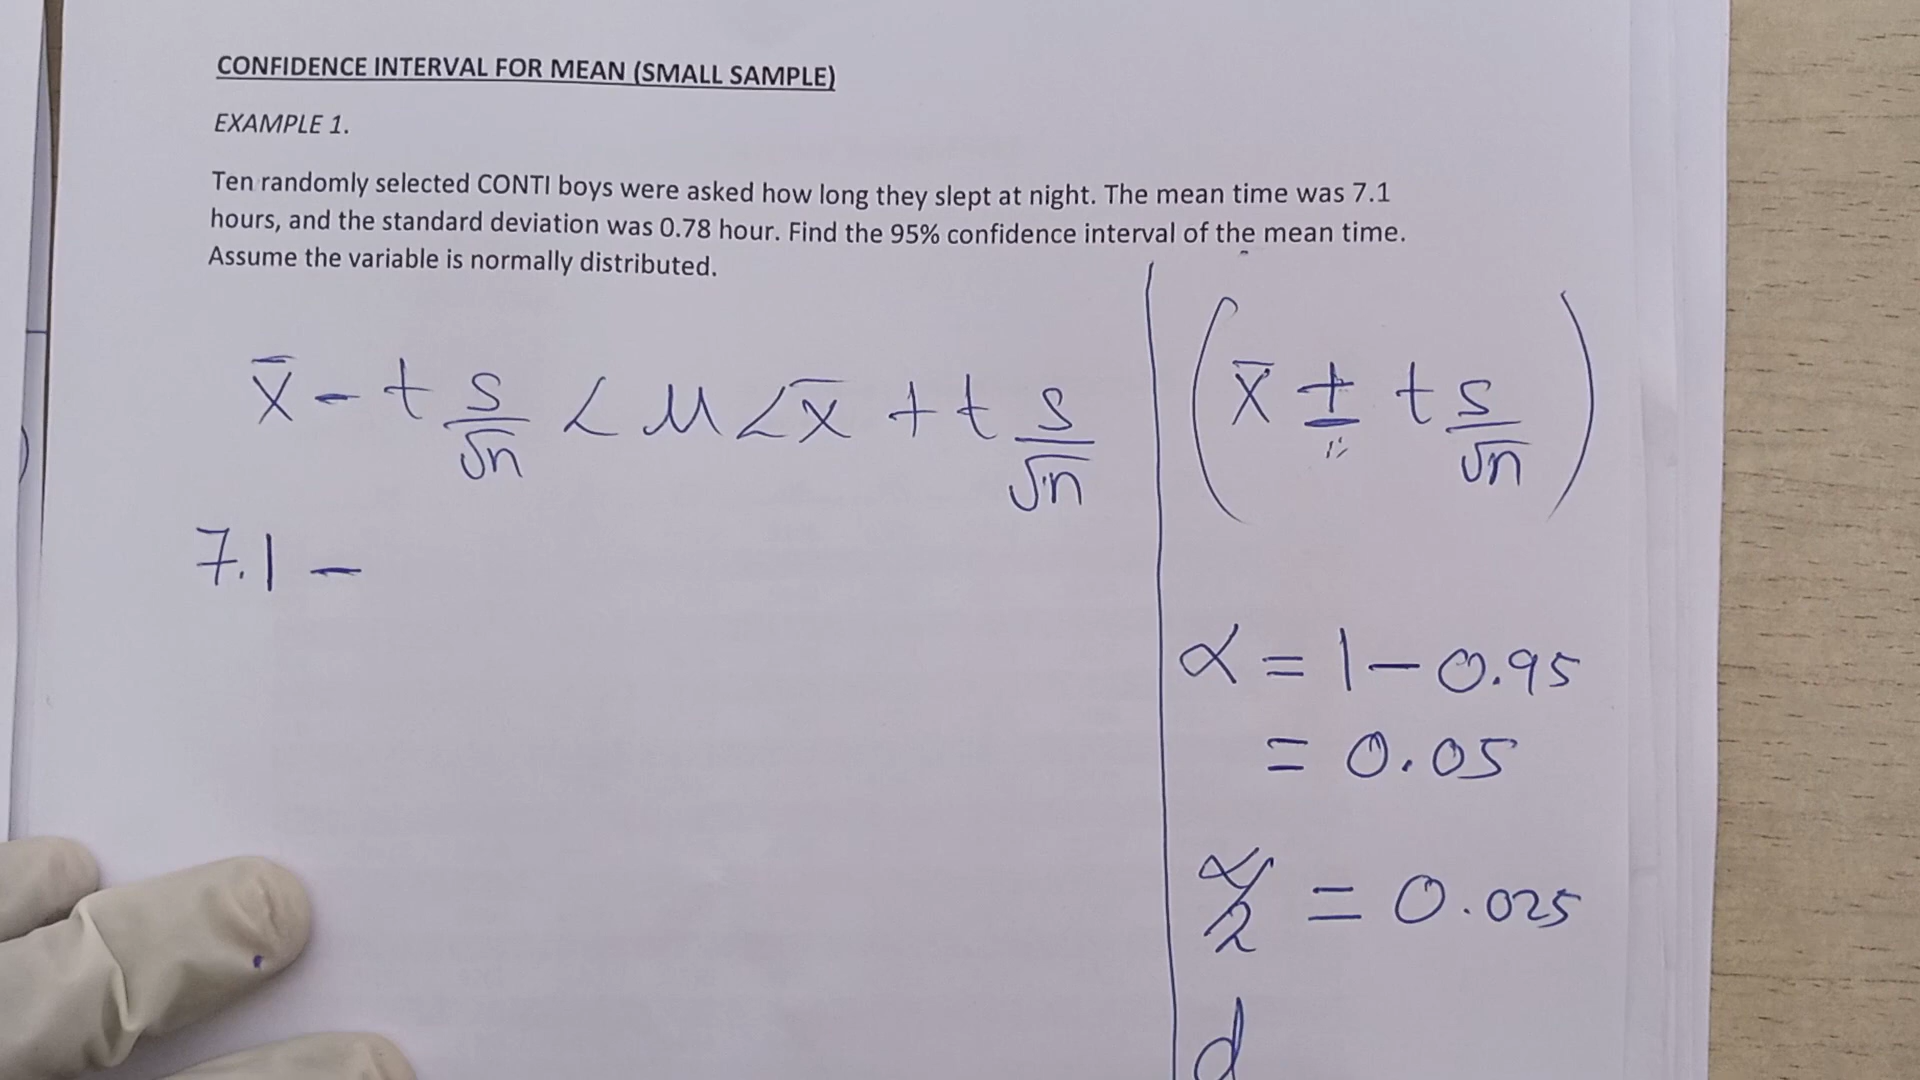 CONFIDENCE INTERVAL FOR MEAN (SMALL SAMPLE)
EXAMPLE 1.
Ten randomly selected CONTI boys were asked how long they slept at night. The mean time was 7.1
hours, and the standard deviation was 0.78 hour. Find the 95% confidence interval of the mean time.
Assume the variable is normally distributed.
x̄ - t s/√n < μ < x̄ + t s/√n
7.1 -
(x̄ ± t s/√n)
α = 1 - 0.95
= 0.05
α/2 = 0.025
d